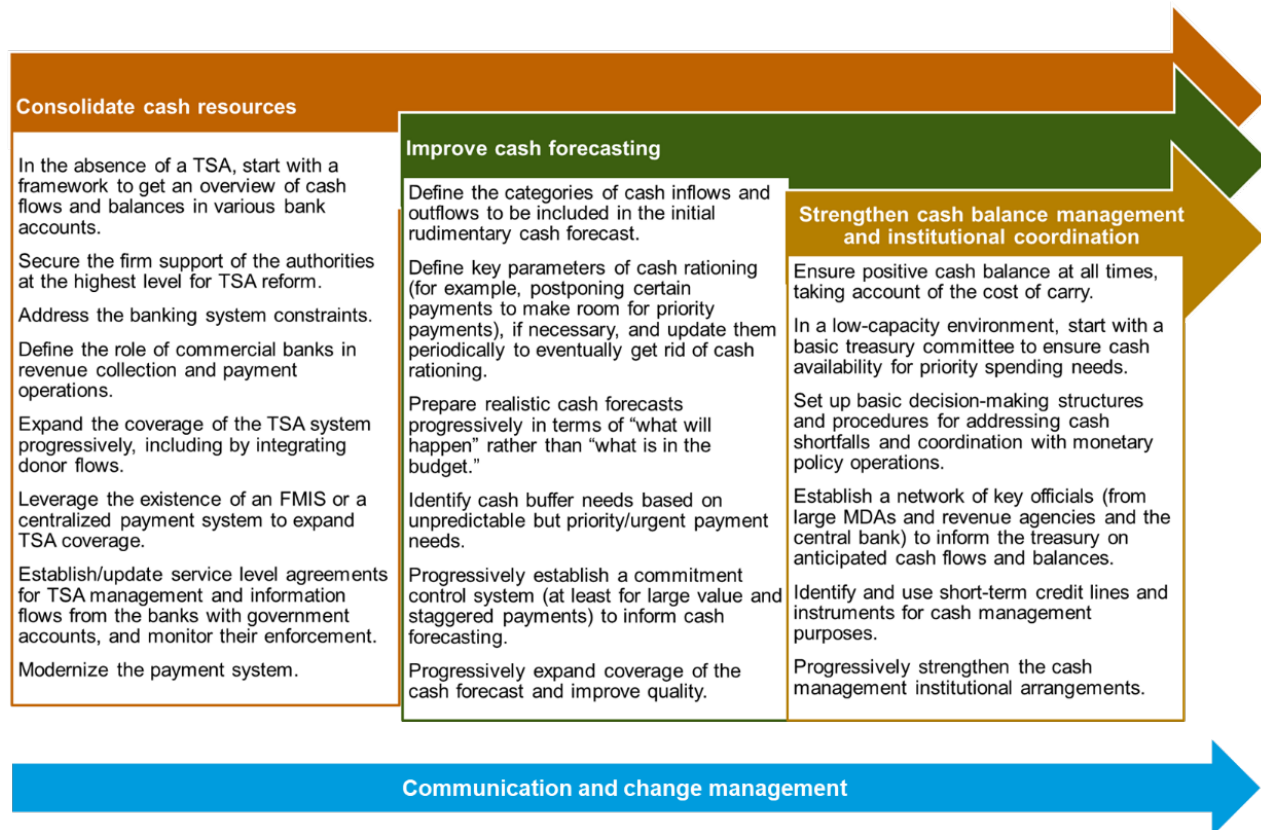 Consolidate cash resources
In the absence of a TSA, start with a
framework to get an overview of cash
flows and balances in various bank
accounts.
Secure the firm support of the authorities
at the highest level for TSA reform.
Address the banking system constraints.
Define the role of commercial banks in
revenue collection and payment
operations.
Expand the coverage of the TSA system
progressively, including by integrating
donor flows.
Leverage the existence of an FMIS or a
centralized payment system to expand
TSA coverage.
Establish/update service level agreements
for TSA management and information
flows from the banks with government
accounts, and monitor their enforcement.
Modernize the payment system.
Improve cash forecasting
Define the categories of cash inflows and
outflows to be included in the initial
rudimentary cash forecast.
Define key parameters of cash rationing
(for example, postponing certain
payments to make room for priority
payments), if necessary, and update them
periodically to eventually get rid of cash
rationing.
Prepare realistic cash forecasts
progressively in terms of “what will
happen” rather than “what is in the
budget.”
Identify cash buffer needs based on
unpredictable but priority/urgent payment
needs.
Progressively establish a commitment
control system (at least for large value and
staggered payments) to inform cash
forecasting.
Progressively expand coverage of the
cash forecast and improve quality.
Strengthen cash balance management
and institutional coordination
Ensure positive cash balance at all times,
taking account of the cost of carry.
In a low-capacity environment, start with a
basic treasury committee to ensure cash
availability for priority spending needs.
Set up basic decision-making structures
and procedures for addressing cash
shortfalls and coordination with monetary
policy operations.
Establish a network of key officials (from
large MDAs and revenue agencies and the
central bank) to inform the treasury on
anticipated cash flows and balances.
Identify and use short-term credit lines and
instruments for cash management
purposes.
Progressively strengthen the cash
management institutional arrangements.
Communication and change management